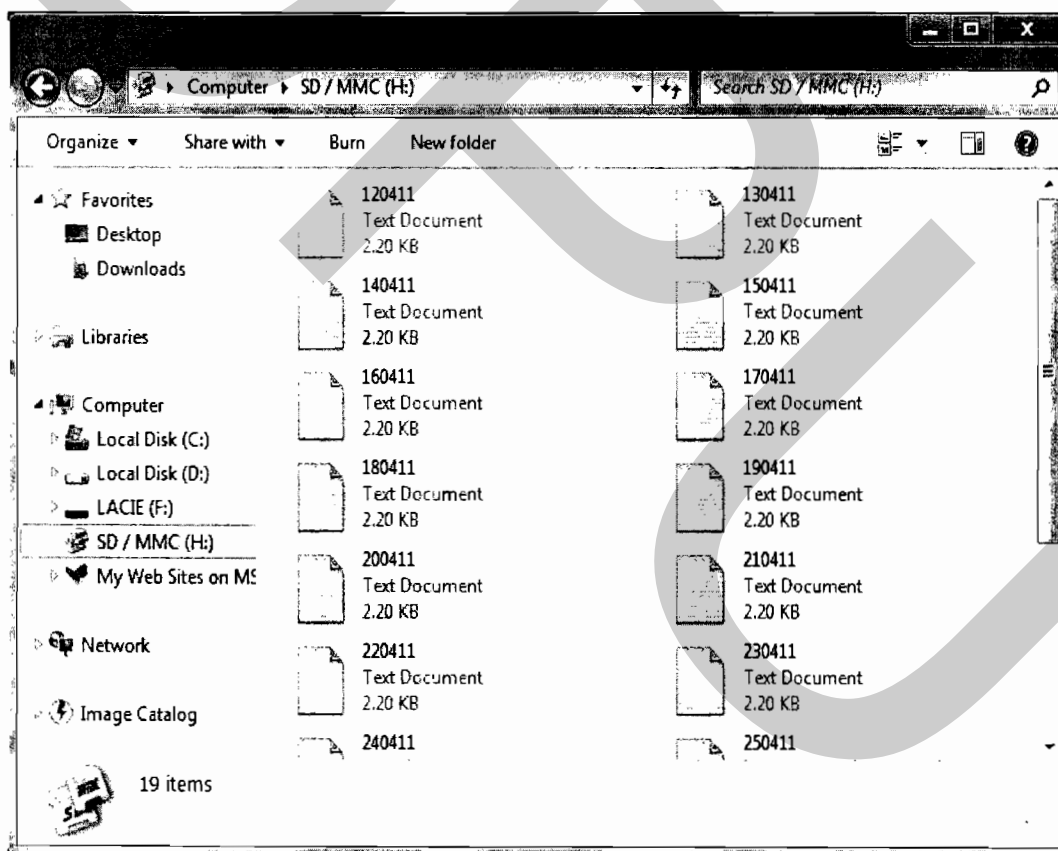 Computer ▸ SD / MMC (H:)
Search SD / MMC (H:)
Organize
Share with
Burn
New folder
Favorites
Desktop
Downloads
Libraries
Computer
Local Disk (C:)
Local Disk (D:)
LACIE (F:)
SD / MMC (H:)
My Web Sites on MS
Network
Image Catalog
120411
Text Document
2.20 KB
130411
Text Document
2.20 KB
140411
Text Document
2.20 KB
150411
Text Document
2.20 KB
160411
Text Document
2.20 KB
170411
Text Document
2.20 KB
180411
Text Document
2.20 KB
190411
Text Document
2.20 KB
200411
Text Document
2.20 KB
210411
Text Document
2.20 KB
220411
Text Document
2.20 KB
230411
Text Document
2.20 KB
240411
250411
19 items